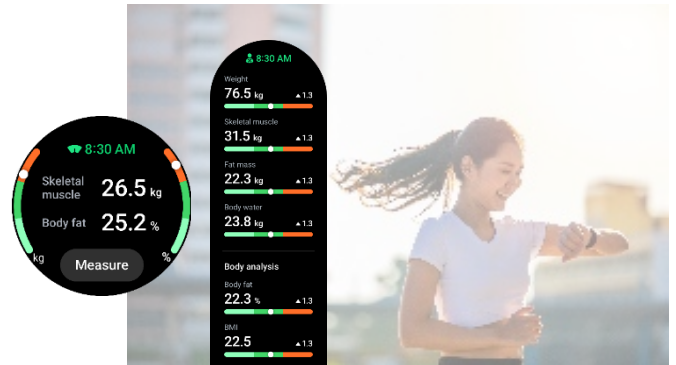 8:30 AM
Skeletal
muscle
26.5 kg
Body fat 25.2 %
kg
%
Measure
8:30 AM
Weight
76.5 kg ▲1.3
Skeletal muscle
31.5 kg ▲1.3
Fat mass
22.3 kg ▲1.3
Body water
23.8 kg ▲1.3
Body analysis
Body fat
22.3 % ▲1.3
BMI
22.5 ▲1.3